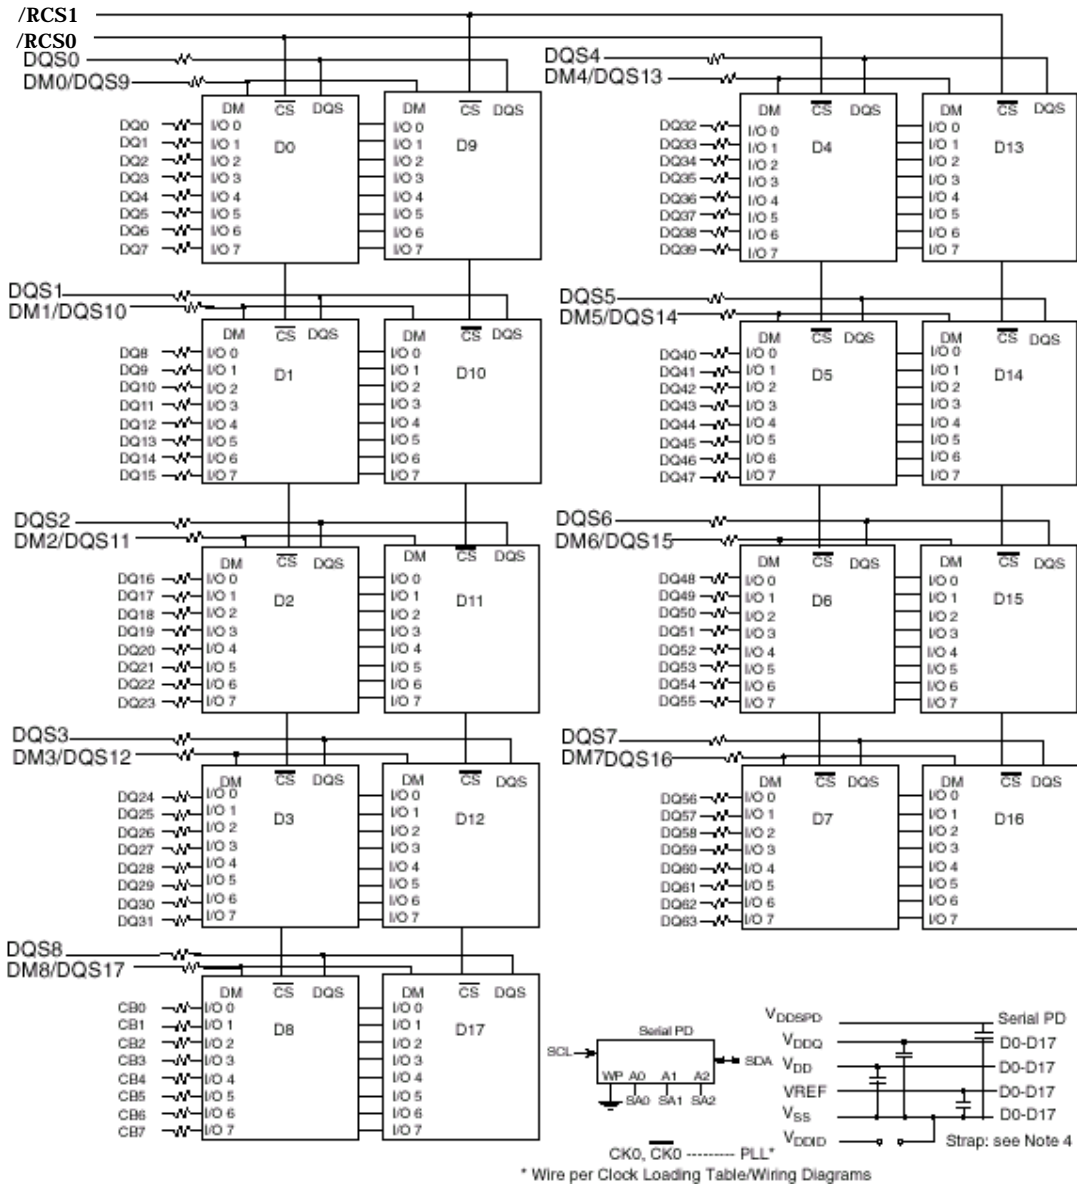 /RCS1
/RCS0
DQS0
DM0/DQS9
DM CS DQS DM CS DQS
D0 D9
DQ0 I/O 0 I/O 0
DQ1 I/O 1 I/O 1
DQ2 I/O 2 I/O 2
DQ3 I/O 3 I/O 3
DQ4 I/O 4 I/O 4
DQ5 I/O 5 I/O 5
DQ6 I/O 6 I/O 6
DQ7 I/O 7 I/O 7
DQS1
DM1/DQS10
DM CS DQS DM CS DQS
D1 D10
DQ8 I/O 0 I/O 0
DQ9 I/O 1 I/O 1
DQ10 I/O 2 I/O 2
DQ11 I/O 3 I/O 3
DQ12 I/O 4 I/O 4
DQ13 I/O 5 I/O 5
DQ14 I/O 6 I/O 6
DQ15 I/O 7 I/O 7
DQS2
DM2/DQS11
DM CS DQS DM CS DQS
D2 D11
DQ16 I/O 0 I/O 0
DQ17 I/O 1 I/O 1
DQ18 I/O 2 I/O 2
DQ19 I/O 3 I/O 3
DQ20 I/O 4 I/O 4
DQ21 I/O 5 I/O 5
DQ22 I/O 6 I/O 6
DQ23 I/O 7 I/O 7
DQS3
DM3/DQS12
DM CS DQS DM CS DQS
D3 D12
DQ24 I/O 0 I/O 0
DQ25 I/O 1 I/O 1
DQ26 I/O 2 I/O 2
DQ27 I/O 3 I/O 3
DQ28 I/O 4 I/O 4
DQ29 I/O 5 I/O 5
DQ30 I/O 6 I/O 6
DQ31 I/O 7 I/O 7
DQS8
DM8/DQS17
DM CS DQS DM CS DQS
D8 D17
CB0 I/O 0 I/O 0
CB1 I/O 1 I/O 1
CB2 I/O 2 I/O 2
CB3 I/O 3 I/O 3
CB4 I/O 4 I/O 4
CB5 I/O 5 I/O 5
CB6 I/O 6 I/O 6
CB7 I/O 7 I/O 7
DQS4
DM4/DQS13
DM CS DQS DM CS DQS
D4 D13
DQ32 I/O 0 I/O 0
DQ33 I/O 1 I/O 1
DQ34 I/O 2 I/O 2
DQ35 I/O 3 I/O 3
DQ36 I/O 4 I/O 4
DQ37 I/O 5 I/O 5
DQ38 I/O 6 I/O 6
DQ39 I/O 7 I/O 7
DQS5
DM5/DQS14
DM CS DQS DM CS DQS
D5 D14
DQ40 I/O 0 I/O 0
DQ41 I/O 1 I/O 1
DQ42 I/O 2 I/O 2
DQ43 I/O 3 I/O 3
DQ44 I/O 4 I/O 4
DQ45 I/O 5 I/O 5
DQ46 I/O 6 I/O 6
DQ47 I/O 7 I/O 7
DQS6
DM6/DQS15
DM CS DQS DM CS DQS
D6 D15
DQ48 I/O 0 I/O 0
DQ49 I/O 1 I/O 1
DQ50 I/O 2 I/O 2
DQ51 I/O 3 I/O 3
DQ52 I/O 4 I/O 4
DQ53 I/O 5 I/O 5
DQ54 I/O 6 I/O 6
DQ55 I/O 7 I/O 7
DQS7
DM7DQS16
DM CS DQS DM CS DQS
D7 D16
DQ56 I/O 0 I/O 0
DQ57 I/O 1 I/O 1
DQ58 I/O 2 I/O 2
DQ59 I/O 3 I/O 3
DQ60 I/O 4 I/O 4
DQ61 I/O 5 I/O 5
DQ62 I/O 6 I/O 6
DQ63 I/O 7 I/O 7
Serial PD
SCL SDA
WP A0 A1 A2
SA0 SA1 SA2
VDDSPD Serial PD
VDDQ D0-D17
VDD D0-D17
VREF D0-D17
VSS D0-D17
VDDID Strap: see Note 4
CK0, CK0 --------- PLL*
* Wire per Clock Loading Table/Wiring Diagrams